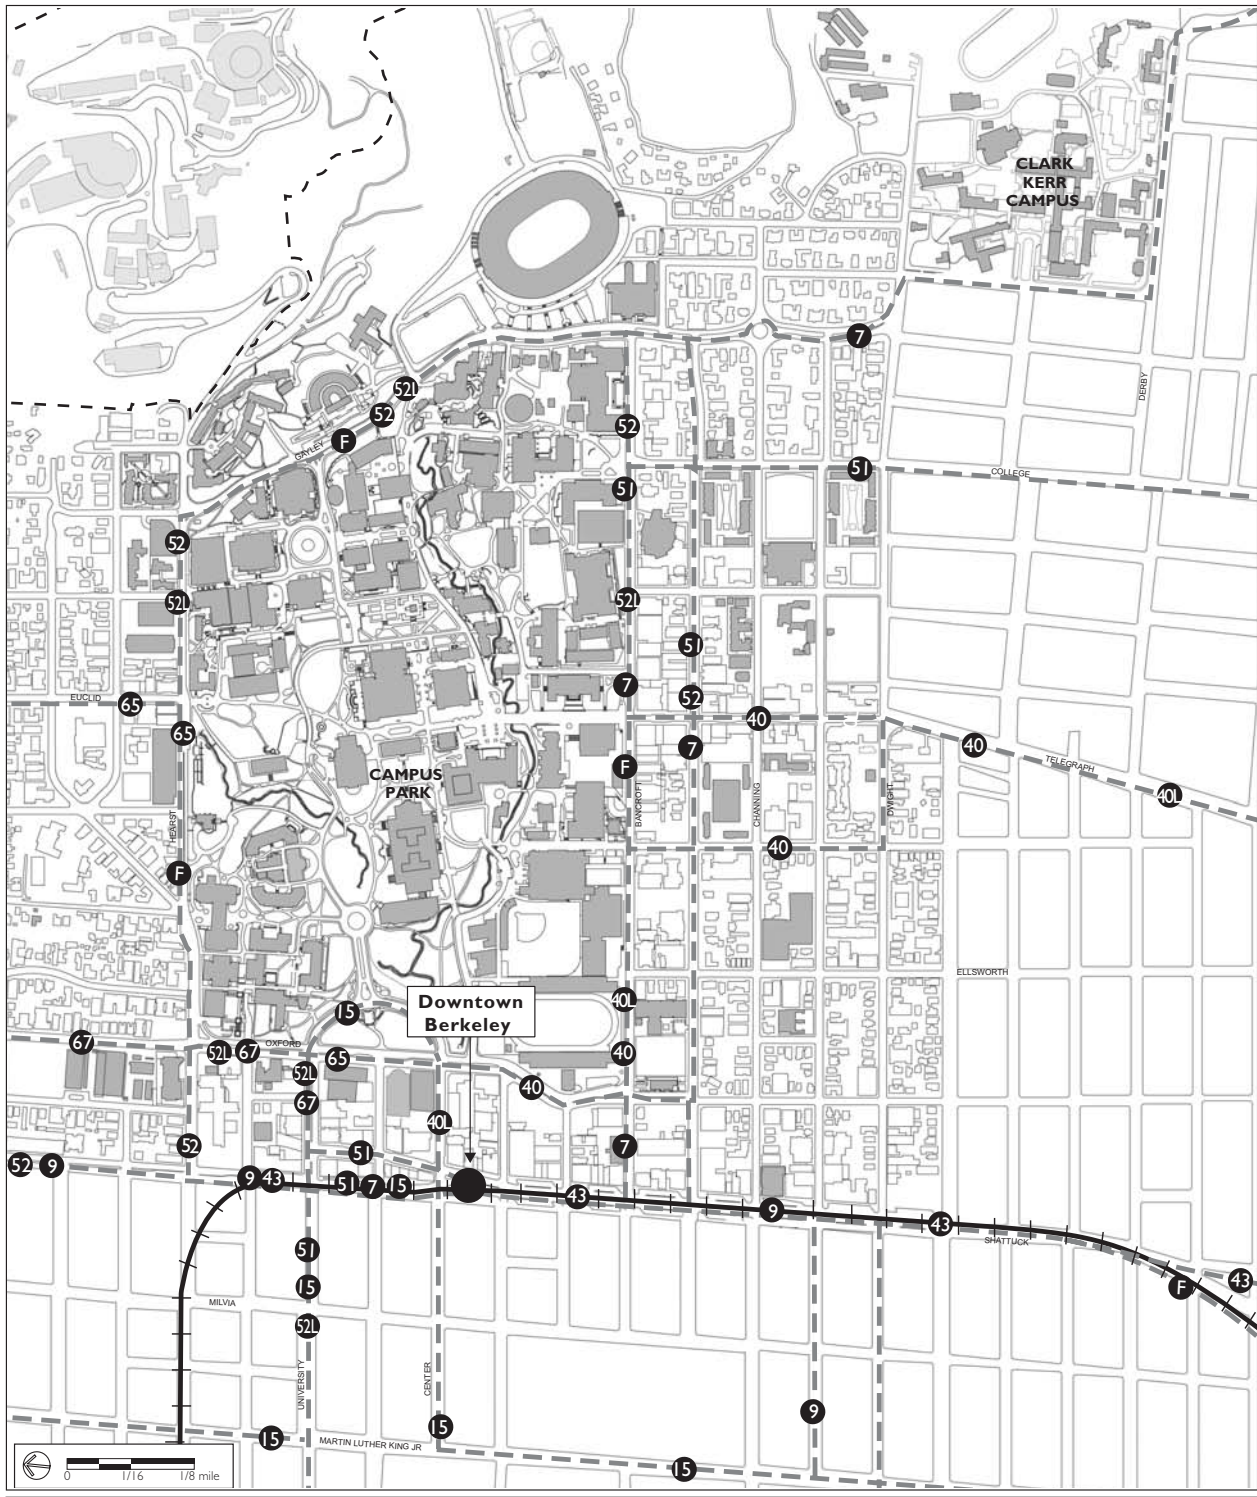 CLARK
KERR
CAMPUS
7
DERBY
52L
52
F
GAYLEY
52
51
COLLEGE
51
52
52L
52L
51
7
52
EUCLID
65
40
65
7
40
TELEGRAPH
40L
F
CAMPUS
PARK
HEARST
BANCROFT
CHANNING
DWIGHT
40
F
ELLSWORTH
Downtown
Berkeley
15
40L
67
52L
67
OXFORD
65
40
52L
40
67
40L
52
51
7
52
9
9
43
51
7
15
43
9
43
SHATTUCK
51
43
F
15
MILVIA
52L
UNIVERSITY
CENTER
9
15
15
MARTIN LUTHER KING JR
15
0
1/16
1/8 mile